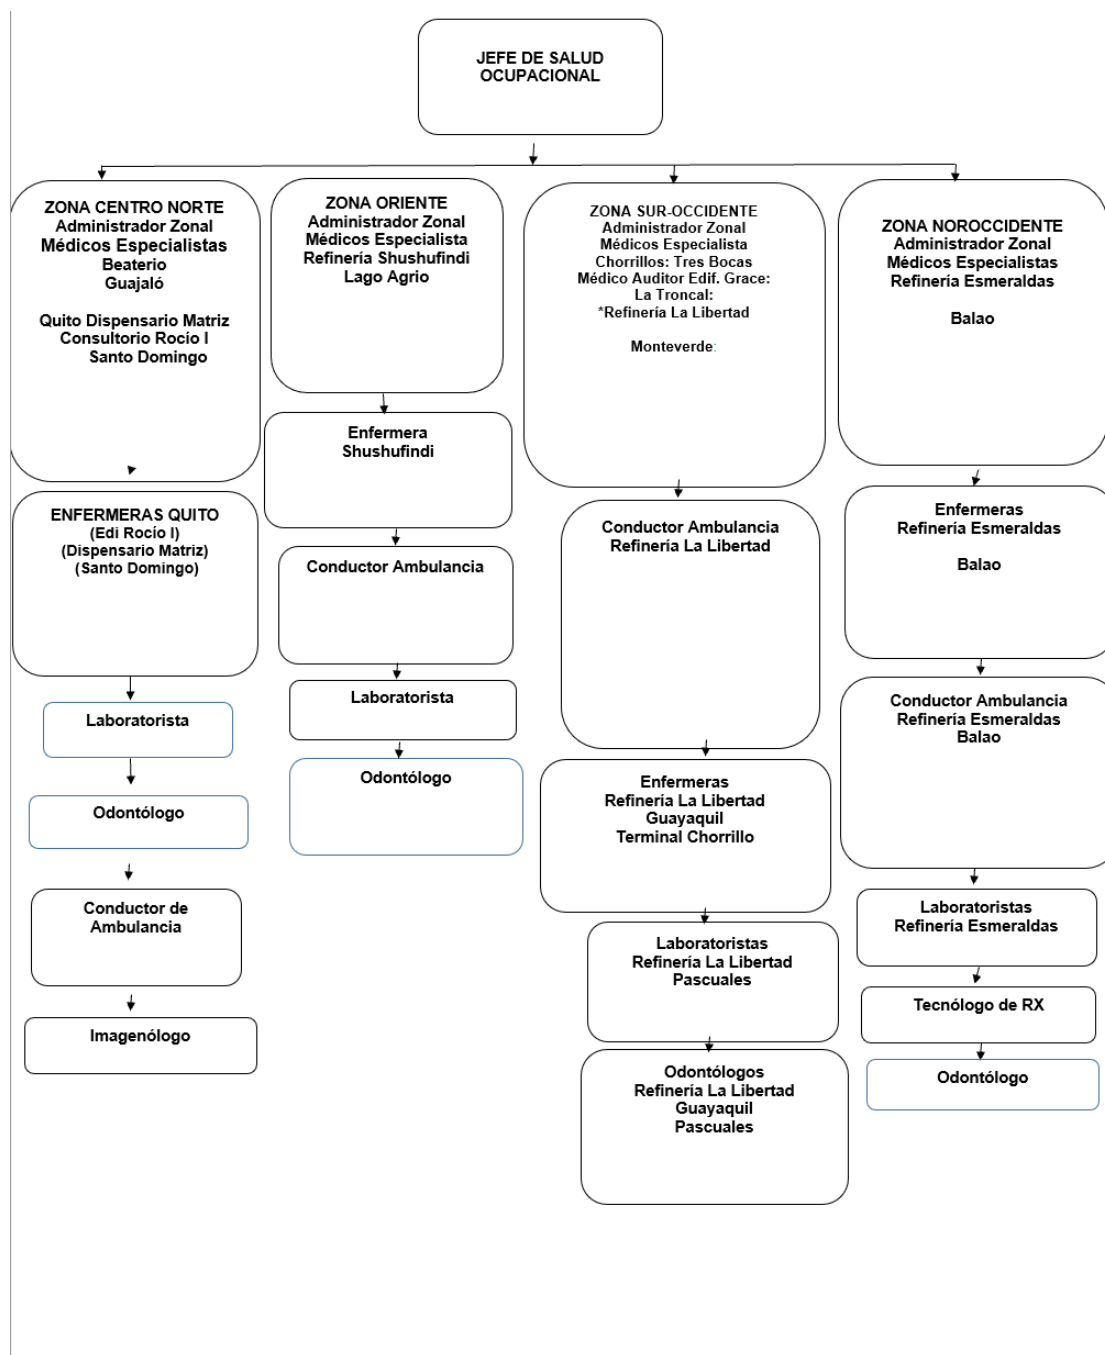 JEFE DE SALUD
OCUPACIONAL
ZONA CENTRO NORTE
Administrador Zonal
Médicos Especialistas
Beaterio
Guajaló
Quito Dispensario Matriz
Consultorio Rocío I
Santo Domingo
ENFERMERAS QUITO
(Edi Rocío I)
(Dispensario Matriz)
(Santo Domingo)
Laboratorista
Odontólogo
Conductor de
Ambulancia
Imagenólogo
ZONA ORIENTE
Administrador Zonal
Médicos Especialista
Refinería Shushufindi
Lago Agrio
Enfermera
Shushufindi
Conductor Ambulancia
Laboratorista
Odontólogo
ZONA SUR-OCCIDENTE
Administrador Zonal
Médicos Especialista
Chorrillos: Tres Bocas
Médico Auditor Edif. Grace:
La Troncal:
*Refinería La Libertad
Monteverde:
Conductor Ambulancia
Refinería La Libertad
Enfermeras
Refinería La Libertad
Guayaquil
Terminal Chorrillo
Laboratoristas
Refinería La Libertad
Pascuales
Odontólogos
Refinería La Libertad
Guayaquil
Pascuales
ZONA NOROCCIDENTE
Administrador Zonal
Médicos Especialistas
Refinería Esmeraldas
Balao
Enfermeras
Refinería Esmeraldas
Balao
Conductor Ambulancia
Refinería Esmeraldas
Balao
Laboratoristas
Refinería Esmeraldas
Tecnólogo de RX
Odontólogo